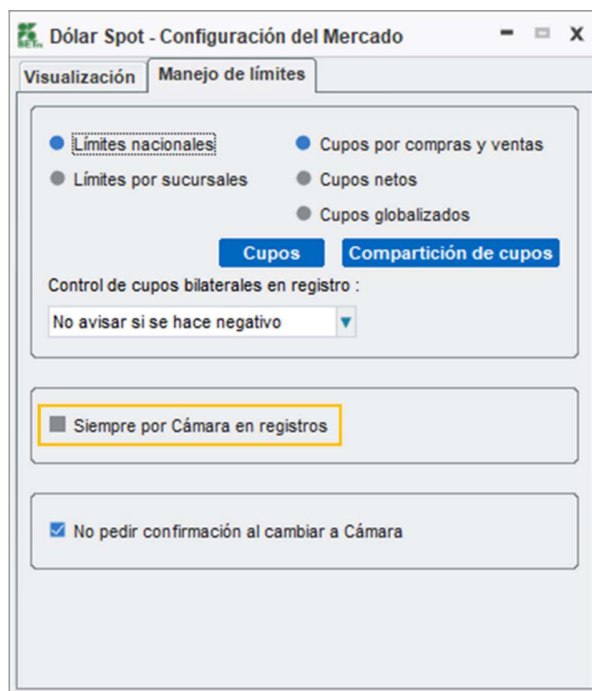 Dólar Spot - Configuración del Mercado
Visualización Manejo de límites
Límites nacionales Cupos por compras y ventas
Límites por sucursales Cupos netos
Cupos globalizados
Cupos Compartición de cupos
Control de cupos bilaterales en registro :
No avisar si se hace negativo
Siempre por Cámara en registros
No pedir confirmación al cambiar a Cámara